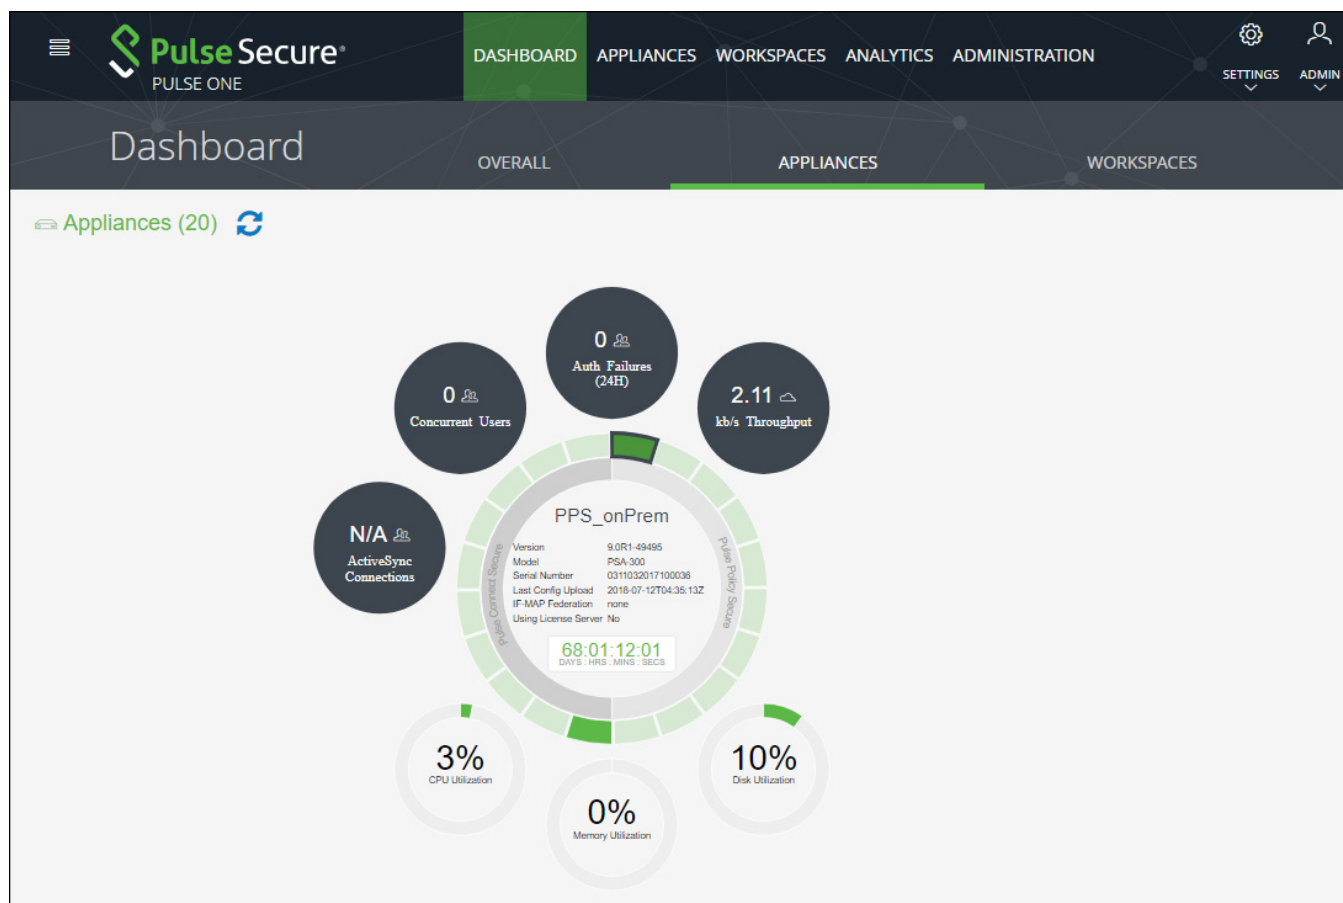 Pulse Secure®
PULSE ONE
DASHBOARD APPLIANCES WORKSPACES ANALYTICS ADMINISTRATION
SETTINGS ADMIN
Dashboard
OVERALL APPLIANCES WORKSPACES
Appliances (20)
0
Auth Failures
(24H)
0
Concurrent Users
2.11
kb/s Throughput
N/A
ActiveSync
Connections
Pulse Connect Secure
Pulse Policy Secure
PPS_onPrem
Version 9.0R1-49495
Model PSA-300
Serial Number 0311032017100036
Last Config Upload 2018-07-12T04:35:13Z
IF-MAP Federation none
Using License Server No
68:01:12:01
DAYS : HRS : MINS : SECS
3%
CPU Utilization
10%
Disk Utilization
0%
Memory Utilization